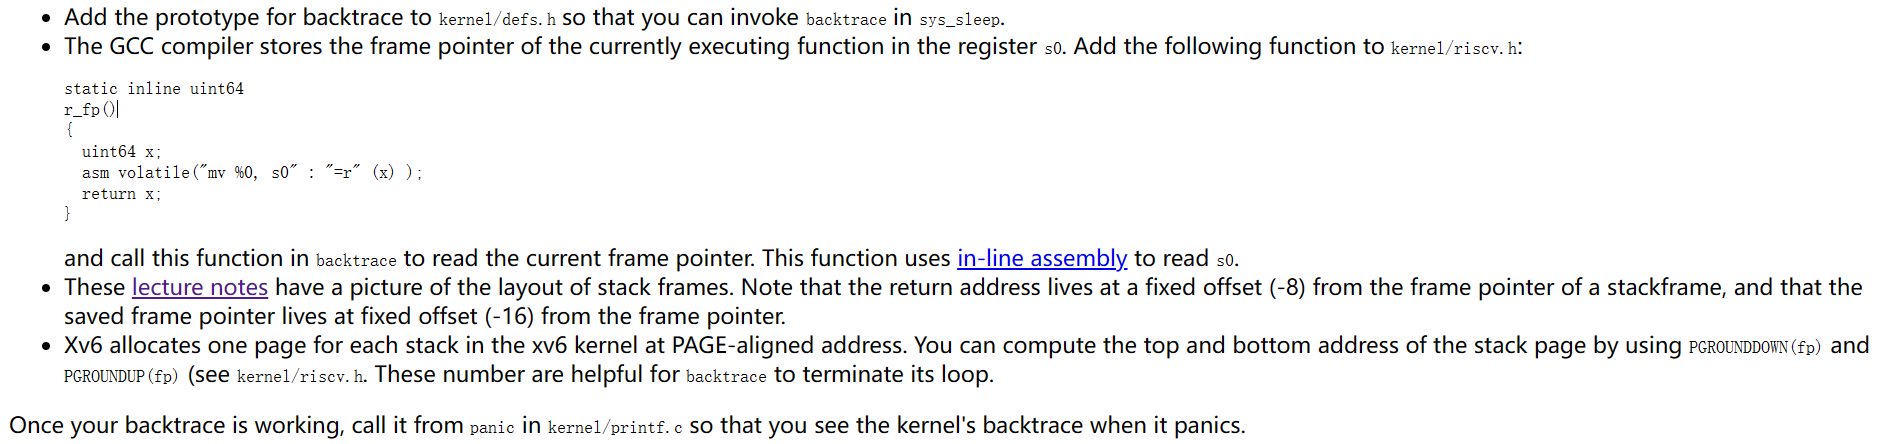 • Add the prototype for backtrace to kernel/defs.h so that you can invoke backtrace in sys_sleep.
• The GCC compiler stores the frame pointer of the currently executing function in the register s0. Add the following function to kernel/riscv.h:
static inline uint64
r_fp()
{
  uint64 x;
  asm volatile("mv %0, s0" : "=r" (x) );
  return x;
}
and call this function in backtrace to read the current frame pointer. This function uses in-line assembly to read s0.
• These lecture notes have a picture of the layout of stack frames. Note that the return address lives at a fixed offset (-8) from the frame pointer of a stackframe, and that the
saved frame pointer lives at fixed offset (-16) from the frame pointer.
• Xv6 allocates one page for each stack in the xv6 kernel at PAGE-aligned address. You can compute the top and bottom address of the stack page by using PGROUNDDOWN(fp) and
PGROUNDUP(fp) (see kernel/riscv.h. These number are helpful for backtrace to terminate its loop.
Once your backtrace is working, call it from panic in kernel/printf.c so that you see the kernel's backtrace when it panics.